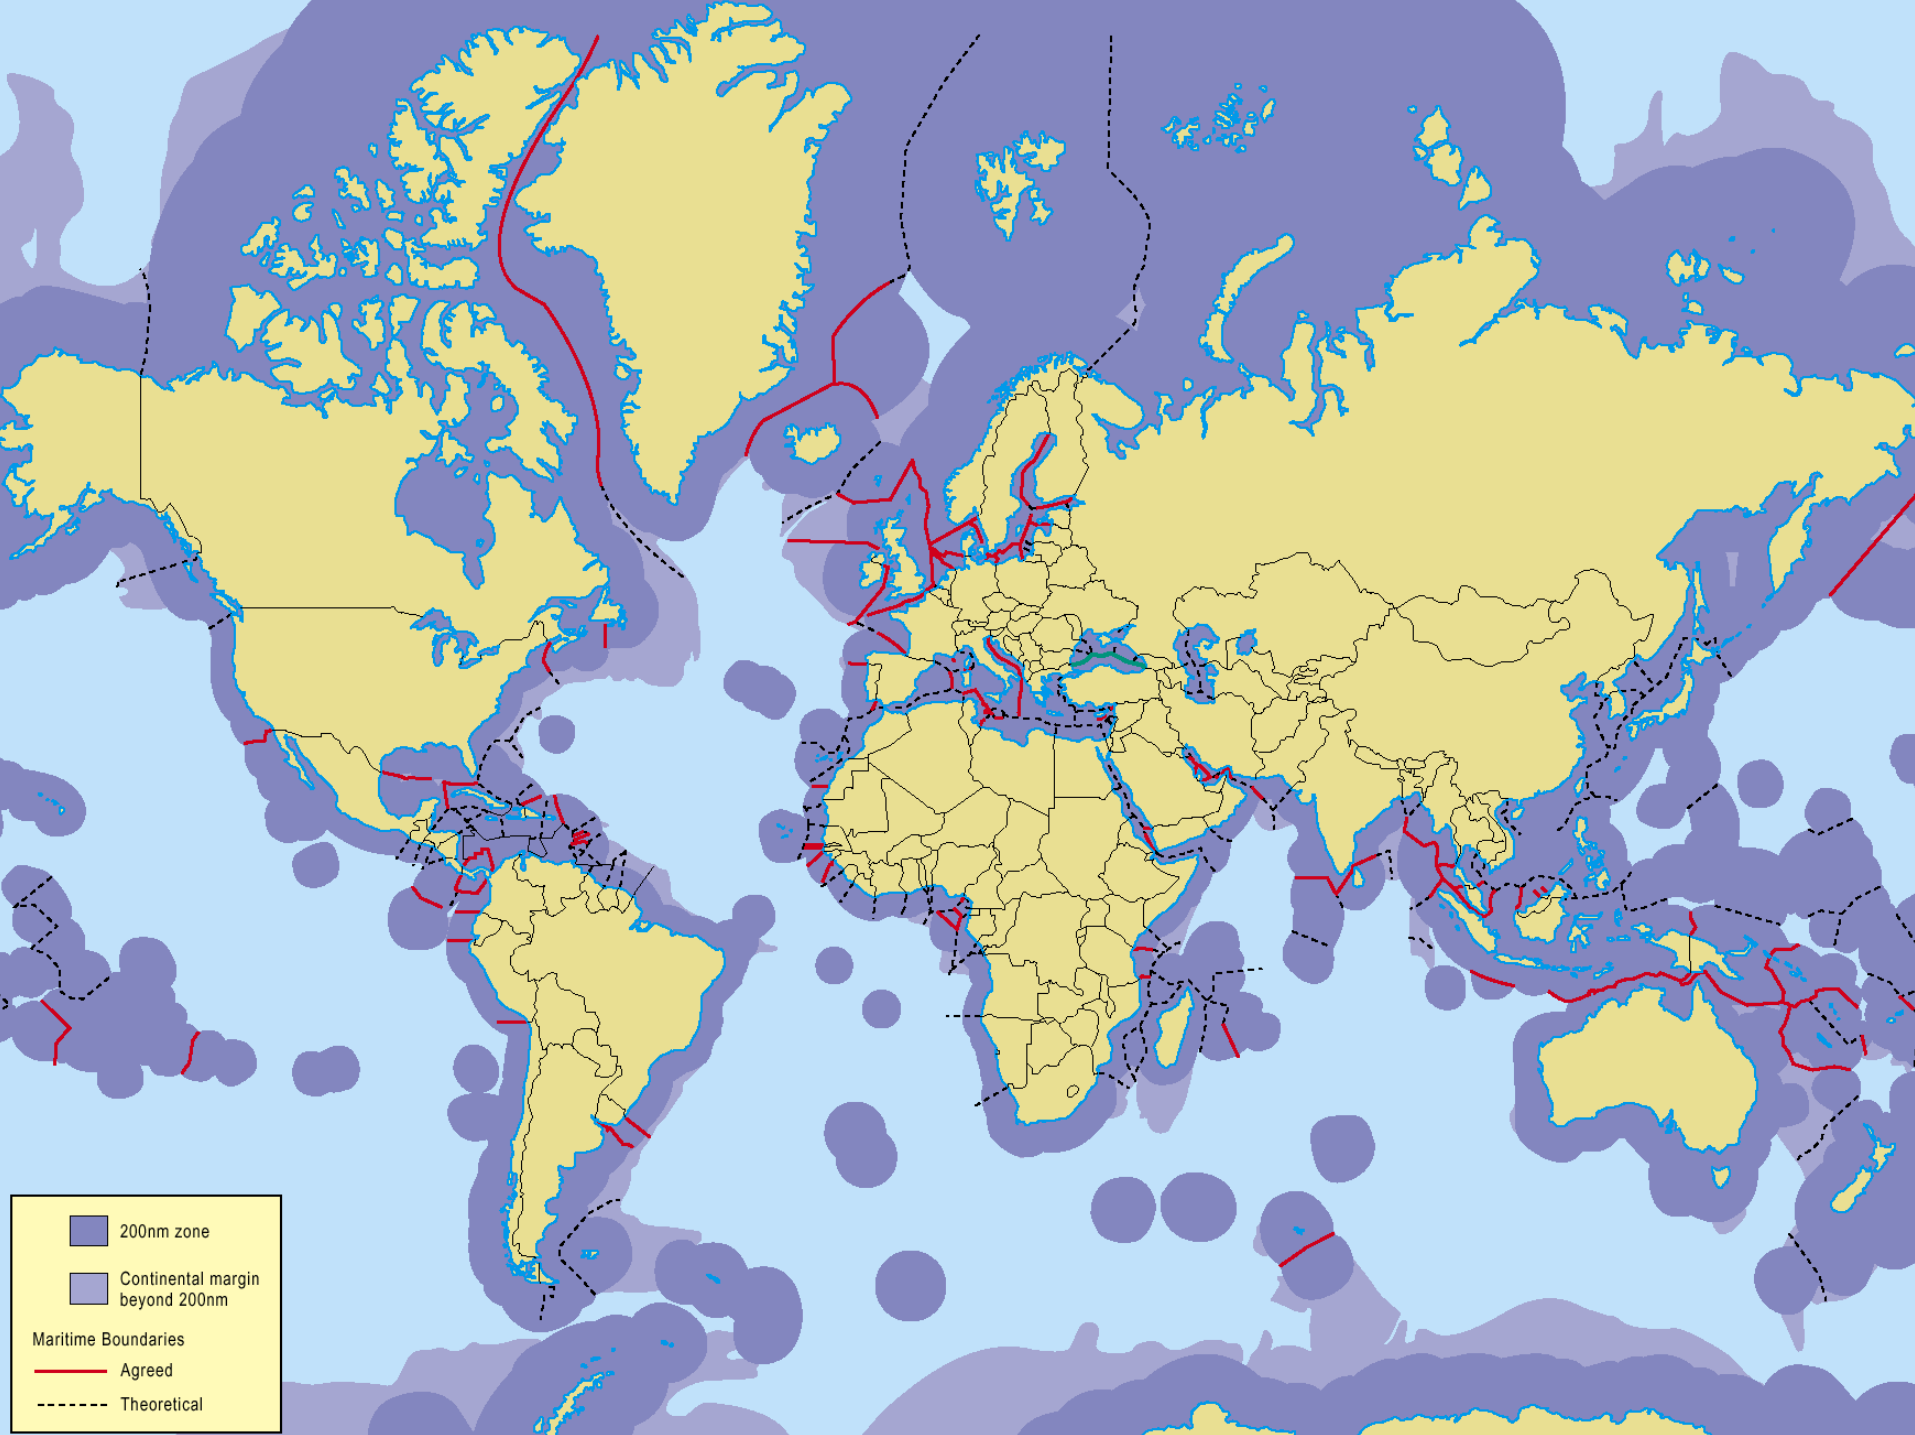 200nm zone
Continental margin
beyond 200nm
Maritime Boundaries
Agreed
Theoretical